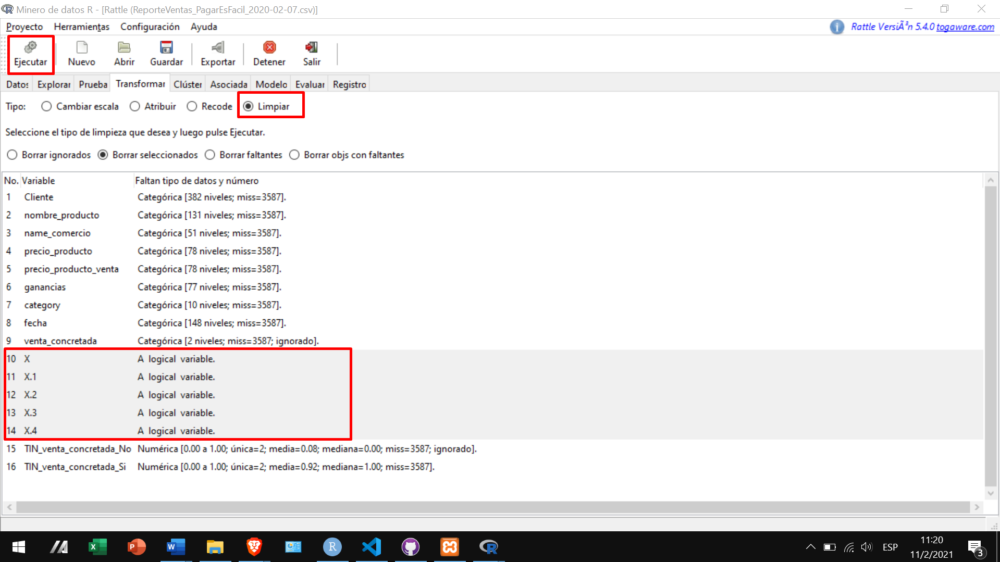 Minero de datos R - [Rattle (ReporteVentas_PagarEsFacil_2020-02-07.csv)]
Proyecto Herramientas Configuración Ayuda
Rattle VersiÃ³n 5.4.0 togaware.com
Ejecutar Nuevo Abrir Guardar Exportar Detener Salir
Datos Explorar Prueba Transformar Clúster Asociada Modelo Evaluar Registro
Tipo: Cambiar escala Atribuir Recode Limpiar
Seleccione el tipo de limpieza que desea y luego pulse Ejecutar.
Borrar ignorados Borrar seleccionados Borrar faltantes Borrar objs con faltantes
No. Variable Faltan tipo de datos y número
1 Cliente Categórica [382 niveles; miss=3587].
2 nombre_producto Categórica [131 niveles; miss=3587].
3 name_comercio Categórica [51 niveles; miss=3587].
4 precio_producto Categórica [78 niveles; miss=3587].
5 precio_producto_venta Categórica [78 niveles; miss=3587].
6 ganancias Categórica [77 niveles; miss=3587].
7 category Categórica [10 niveles; miss=3587].
8 fecha Categórica [148 niveles; miss=3587].
9 venta_concretada Categórica [2 niveles; miss=3587; ignorado].
10 X A logical variable.
11 X.1 A logical variable.
12 X.2 A logical variable.
13 X.3 A logical variable.
14 X.4 A logical variable.
15 TIN_venta_concretada_No Numérica [0.00 a 1.00; única=2; media=0.08; mediana=0.00; miss=3587; ignorado].
16 TIN_venta_concretada_Si Numérica [0.00 a 1.00; única=2; media=0.92; mediana=1.00; miss=3587].
ESP
11:20
11/2/2021
3